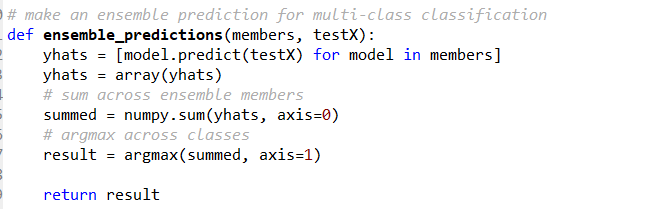 # make an ensemble prediction for multi-class classification
def ensemble_predictions(members, testX):
    yhats = [model.predict(testX) for model in members]
    yhats = array(yhats)
    # sum across ensemble members
    summed = numpy.sum(yhats, axis=0)
    # argmax across classes
    result = argmax(summed, axis=1)

    return result